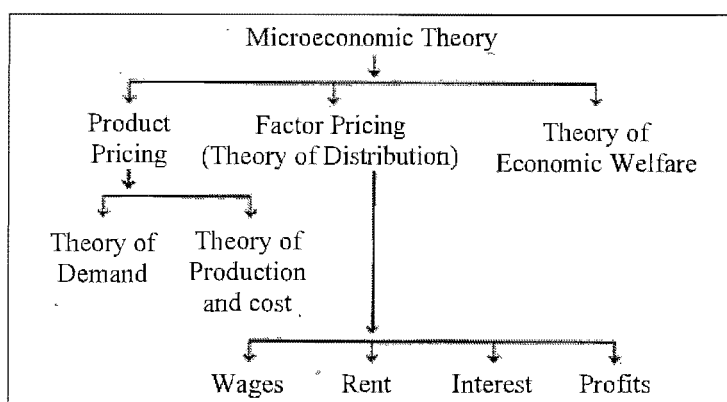 Microeconomic Theory
Product
Pricing
Factor Pricing
(Theory of Distribution)
Theory of
Economic Welfare
Theory of
Demand
Theory of
Production
and cost
Wages
Rent
Interest
Profits